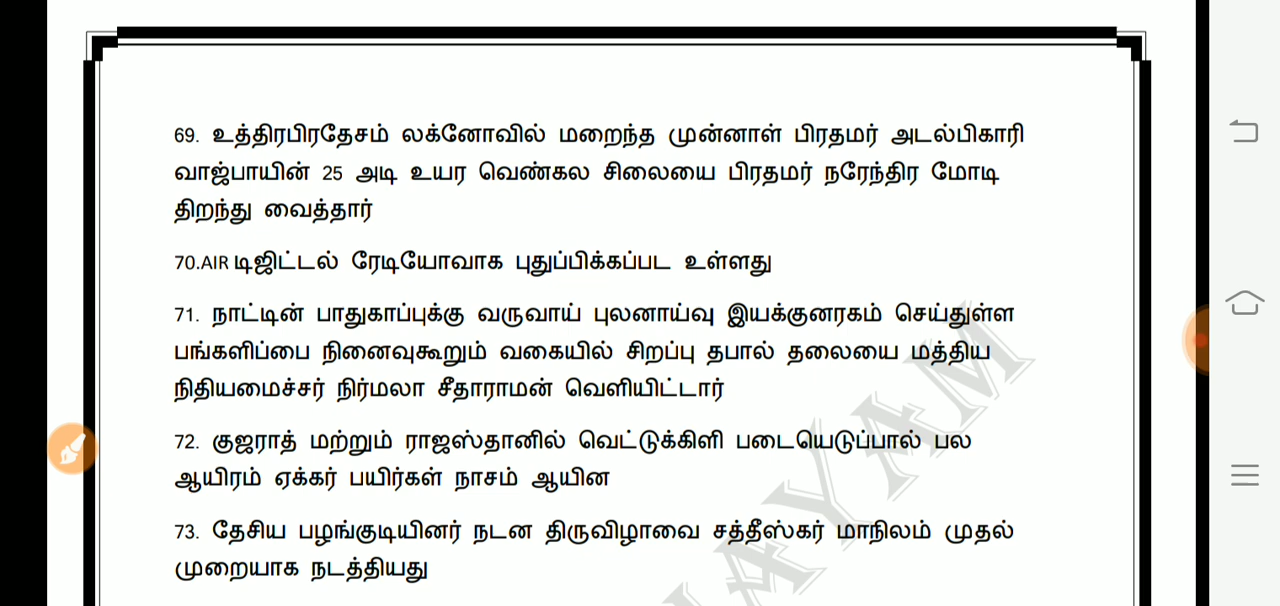 69. உத்திரபிரதேசம் லக்னோவில் மறைந்த முன்னாள் பிரதமர் அடல்பிகாரி
வாஜ்பாயின் 25 அடி உயர வெண்கல சிலையை பிரதமர் நரேந்திர மோடி
திறந்து வைத்தார்
70.AIR டிஜிட்டல் ரேடியோவாக புதுப்பிக்கப்பட உள்ளது
71. நாட்டின் பாதுகாப்புக்கு வருவாய் புலனாய்வு இயக்குனரகம் செய்துள்ள
பங்களிப்பை நினைவுகூறும் வகையில் சிறப்பு தபால் தலையை மத்திய
நிதியமைச்சர் நிர்மலா சீதாராமன் வெளியிட்டார்
72. குஜராத் மற்றும் ராஜஸ்தானில் வெட்டுக்கிளி படையெடுப்பால் பல
ஆயிரம் ஏக்கர் பயிர்கள் நாசம் ஆயின
73. தேசிய பழங்குடியினர் நடன திருவிழாவை சத்தீஸ்கர் மாநிலம் முதல்
முறையாக நடத்தியது